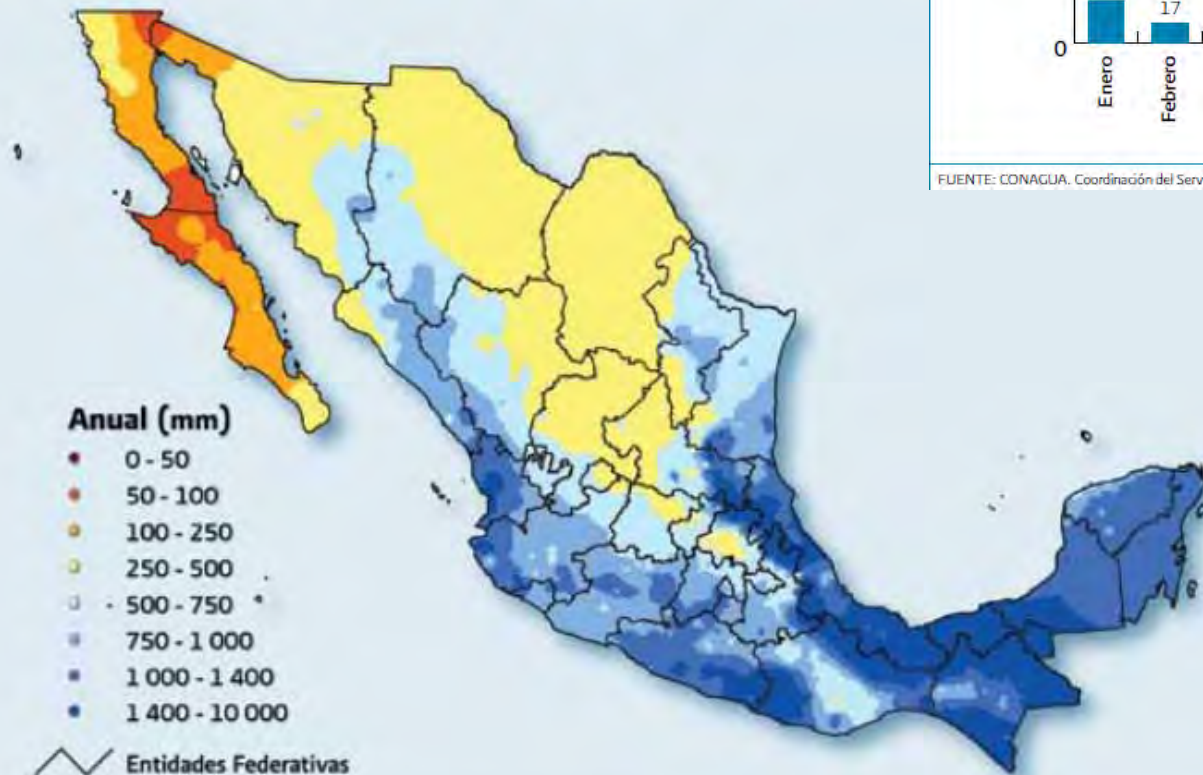 17
0
Enero
Febrero
FUENTE: CONAGUA. Coordinación del Serv
Anual (mm)
0 - 50
50 - 100
100 - 250
250 - 500
500 - 750
750 - 1 000
1 000 - 1 400
1 400 - 10 000
Entidades Federativas